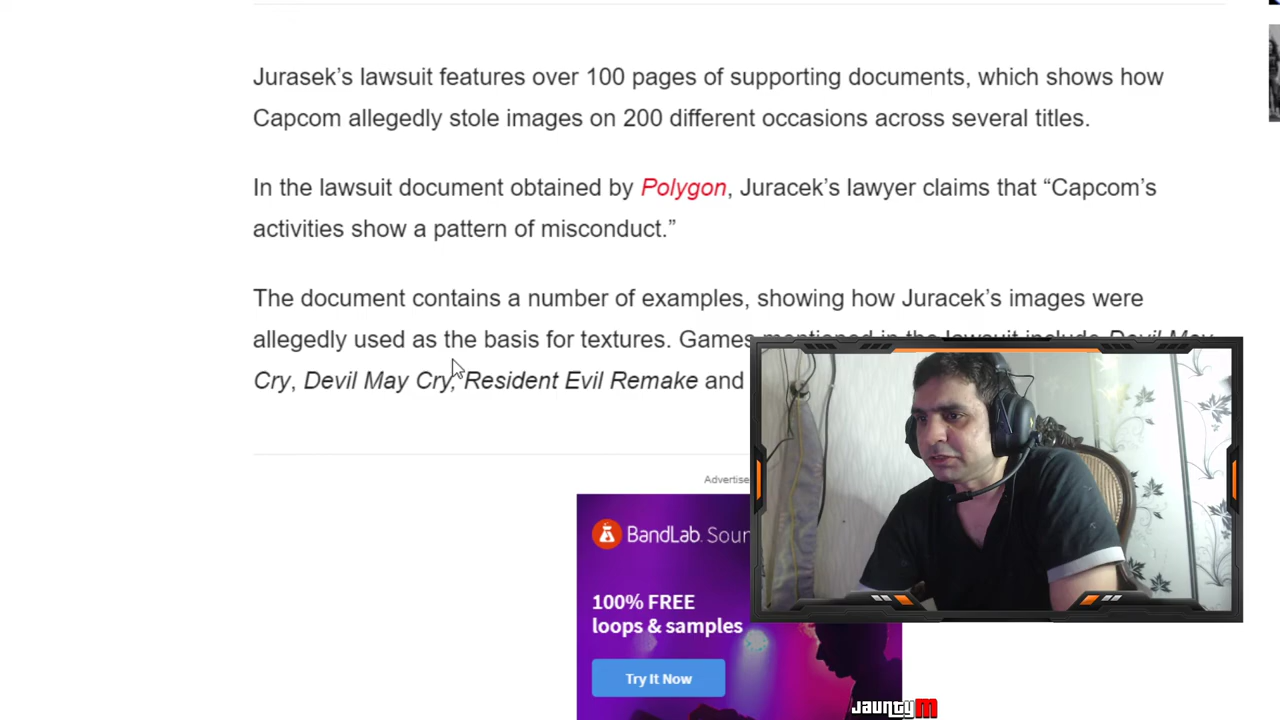 Jurasek’s lawsuit features over 100 pages of supporting documents, which shows how
Capcom allegedly stole images on 200 different occasions across several titles.
In the lawsuit document obtained by Polygon, Juracek’s lawyer claims that “Capcom’s
activities show a pattern of misconduct.”
The document contains a number of examples, showing how Juracek’s images were
allegedly used as the basis for textures. Games mentioned in the lawsuit include Devil May
Cry, Devil May Cry, Resident Evil Remake and
BandLab Soun
100% FREE
loops & samples
Try It Now
JauntyM